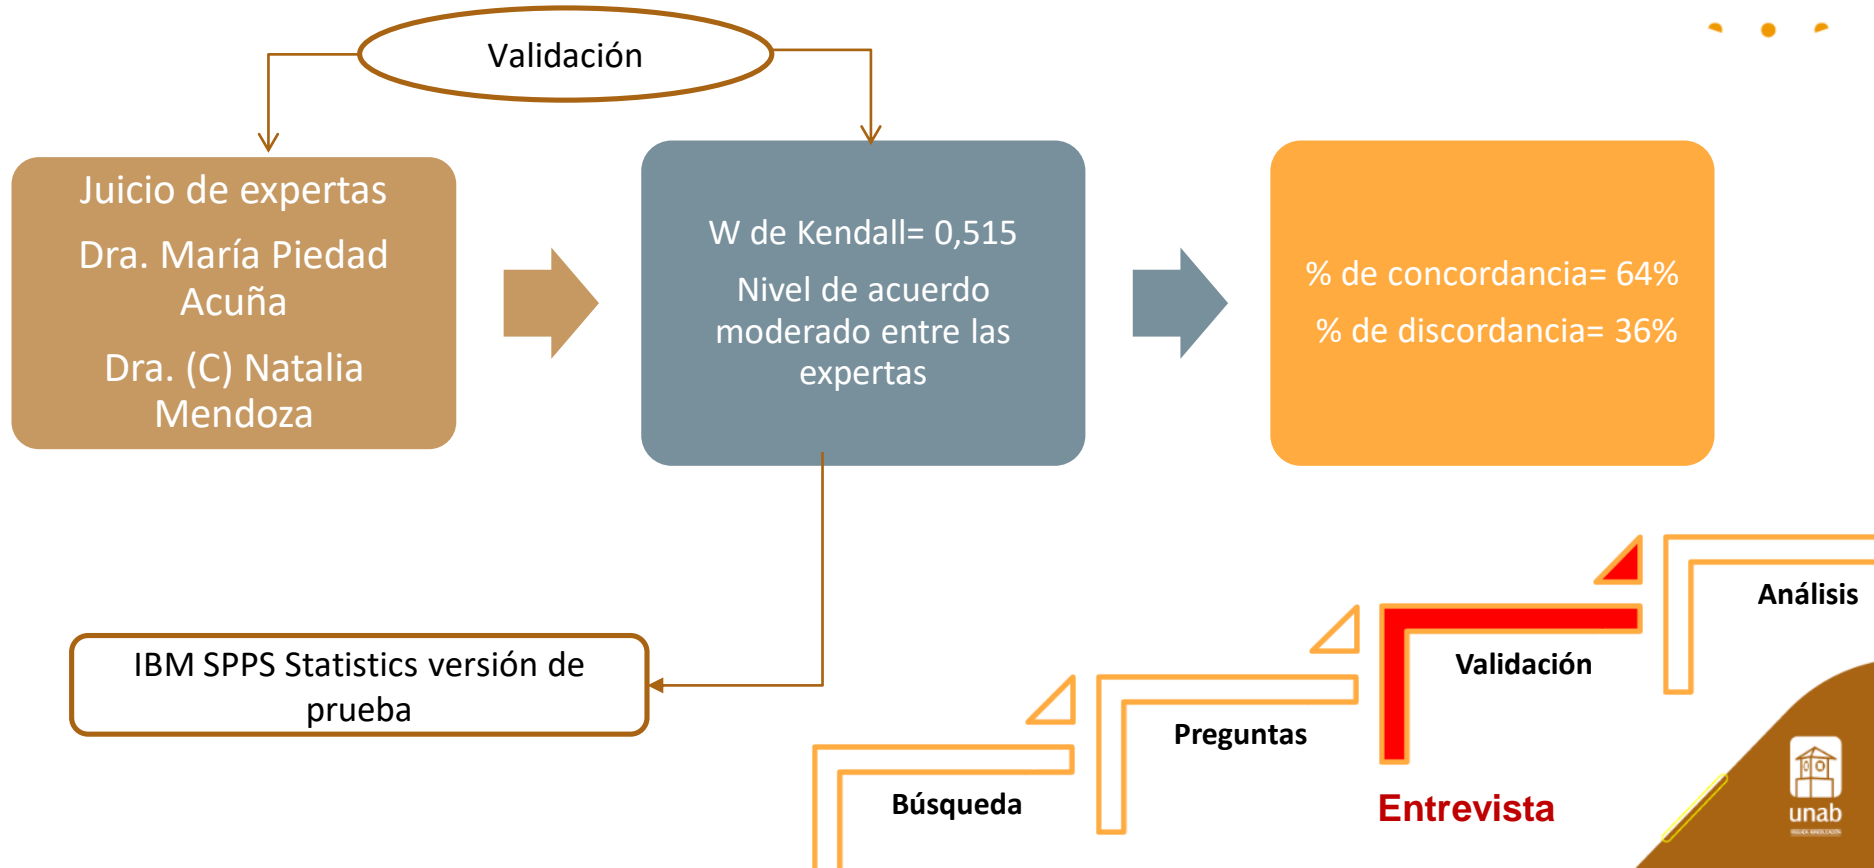 Validación
Juicio de expertas
Dra. María Piedad
Acuña
Dra. (C) Natalia
Mendoza
W de Kendall= 0,515
Nivel de acuerdo
moderado entre las
expertas
% de concordancia= 64%
% de discordancia= 36%
IBM SPPS Statistics versión de
prueba
Búsqueda
Preguntas
Validación
Análisis
Entrevista
unab